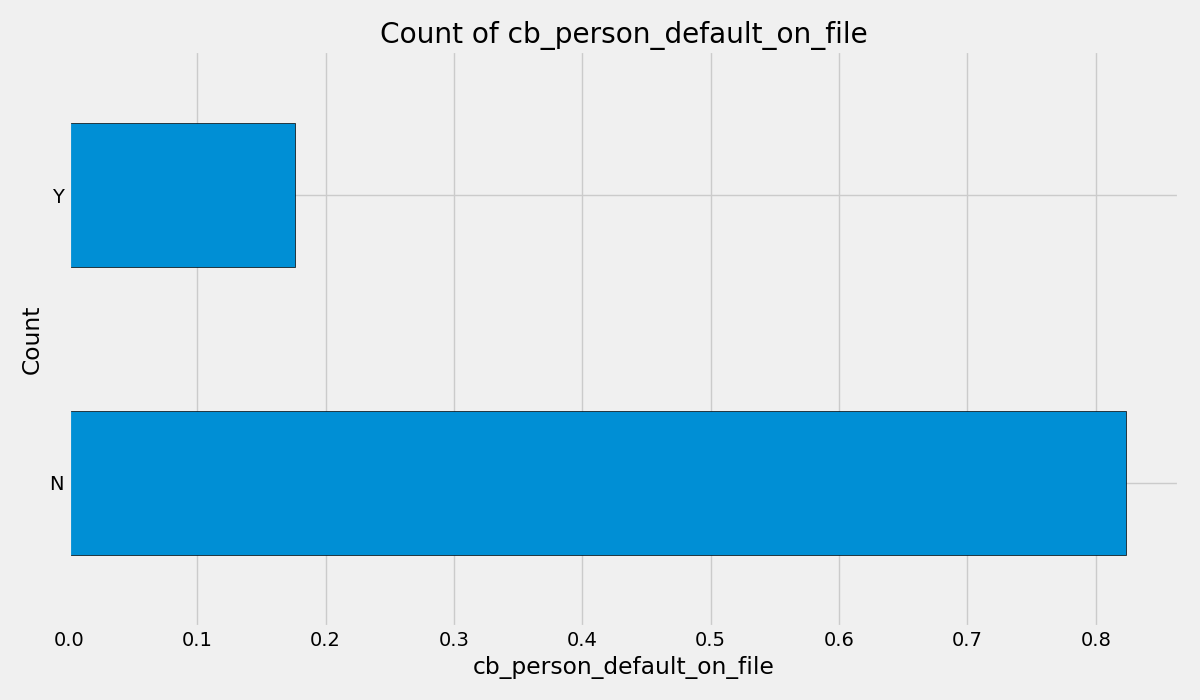 Count of cb_person_default_on_file
Y
Count
N
0.0 0.1 0.2 0.3 0.4 0.5 0.6 0.7 0.8
cb_person_default_on_file